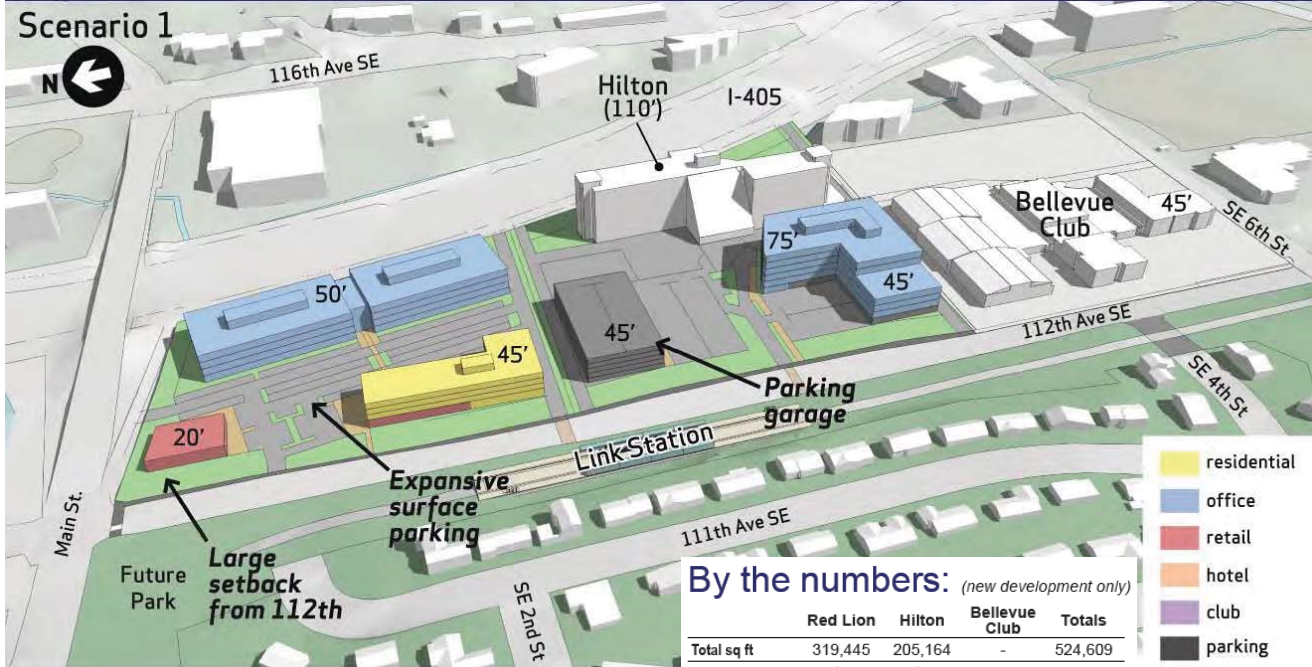 Scenario 1
N
116th Ave SE
Hilton
(110')
I-405
Bellevue
Club
45'
SE 6th St
75'
45'
50'
45'
45'
20'
112th Ave SE
SE 4th St
Parking
garage
Link Station
Expansive
surface
parking
Main St.
Large
setback
from 112th
Future
Park
111th Ave SE
SE 2nd St
residential
office
retail
hotel
club
parking
By the numbers: (new development only)
Red Lion Hilton Bellevue Club Totals
Total sq ft 319,445 205,164 - 524,609